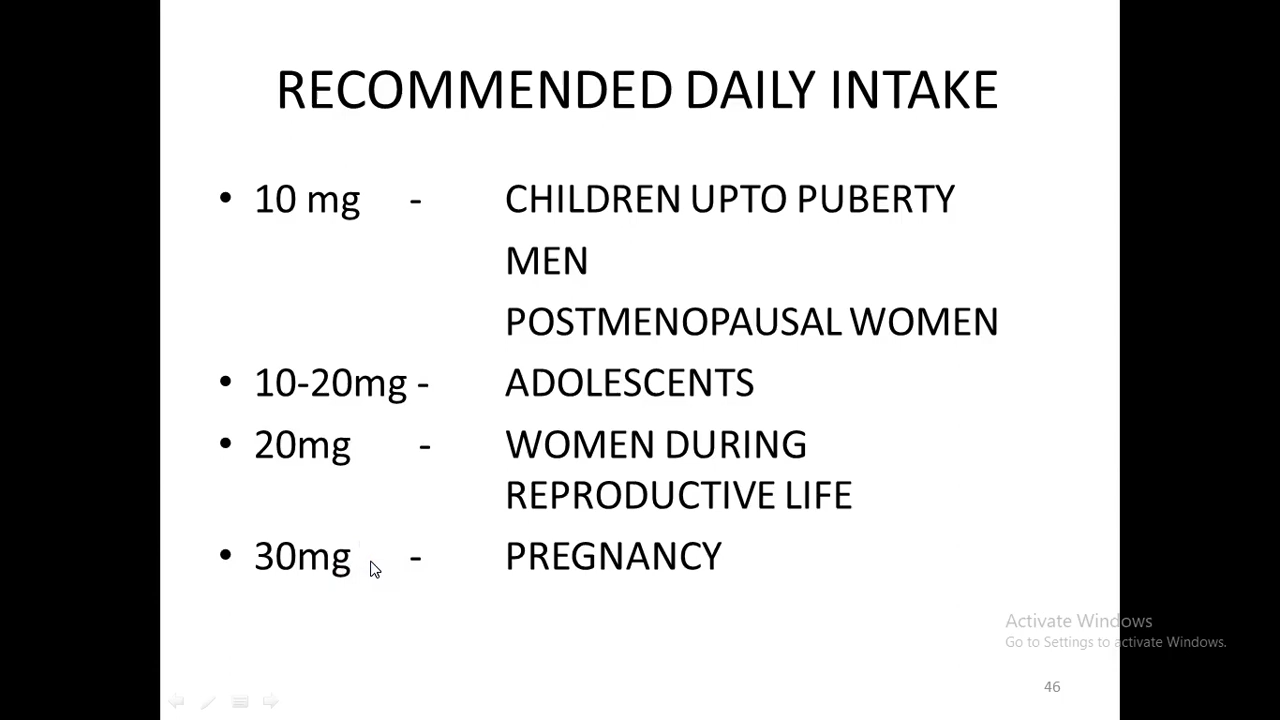 RECOMMENDED DAILY INTAKE
• 10 mg - CHILDREN UPTO PUBERTY
MEN
POSTMENOPAUSAL WOMEN
• 10-20mg - ADOLESCENTS
• 20mg - WOMEN DURING
REPRODUCTIVE LIFE
• 30mg - PREGNANCY
Activate Windows
Go to Settings to activate Windows.
46